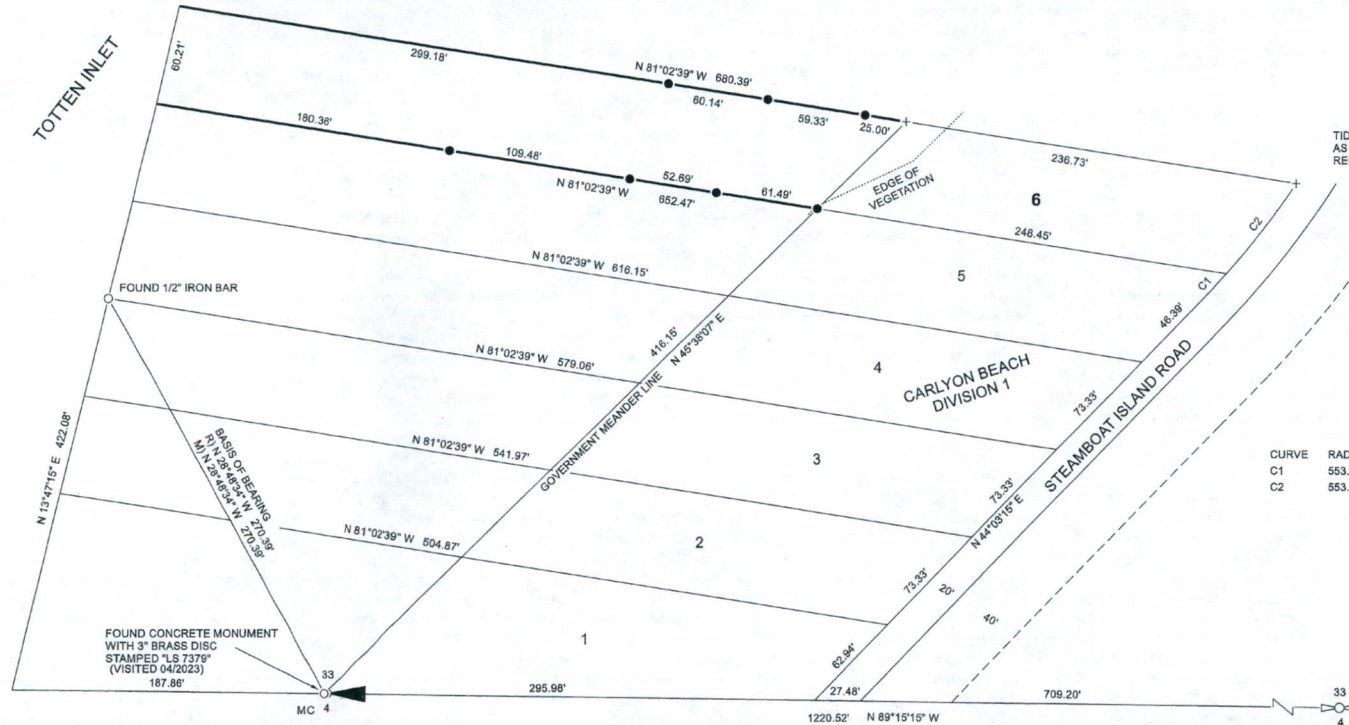 TOTTEN INLET
60.21'
299.18'
N 81°02'39" W 680.39'
60.14'
59.33'
25.00'
236.73'
TID
AS
RE
180.36'
109.48'
52.69'
N 81°02'39" W
652.47'
61.49'
EDGE OF
VEGETATION
6
248.45'
C2
N 81°02'39" W 616.15'
5
C1
46.39'
FOUND 1/2" IRON BAR
416.15'
GOVERNMENT MEANDER LINE N 45°38'07" E
N 81°02'39" W 579.06'
4
CARLYON BEACH
DIVISION 1
73.33'
STEAMBOAT ISLAND ROAD
N 13°47'15" E 422.08'
BASIS OF BEARING
R) N 28°48'34" W 270.39'
M) N 28°48'34" W 270.39'
N 81°02'39" W 541.97'
3
73.33'
N 44°03'15" E
CURVE RAD
C1 553.
C2 553.
N 81°02'39" W 504.87'
2
73.33'
20'
40'
FOUND CONCRETE MONUMENT
WITH 3" BRASS DISC
STAMPED "LS 7379"
(VISITED 04/2023)
1
62.94'
187.86'
33
MC 4
295.98'
27.48'
709.20'
33
4
1220.52' N 89°15'15" W